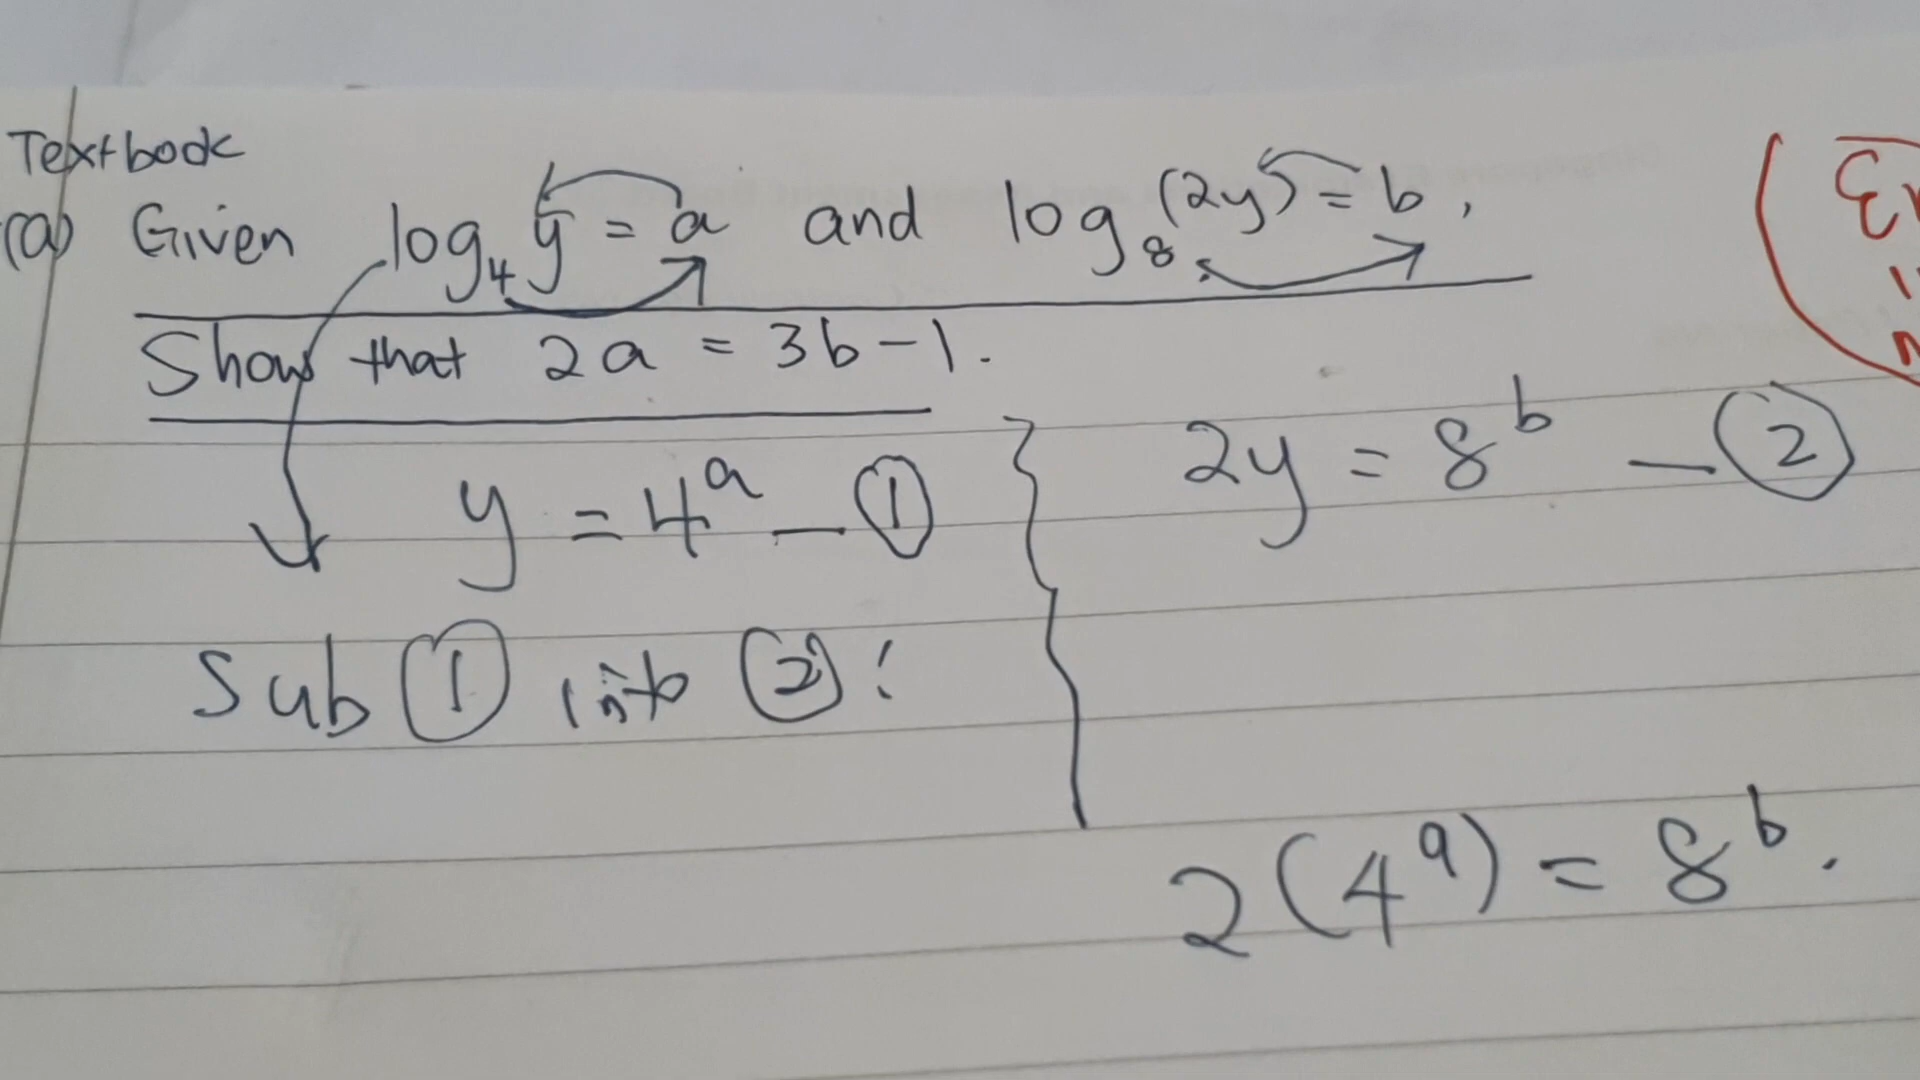 Textbook
(a) Given log₄ y = a and log₈ (2y) = b,
Show that 2a = 3b - 1.
y = 4ᵃ — ①
2y = 8ᵇ — ②
Sub ① into ② :
2(4ᵃ) = 8ᵇ.